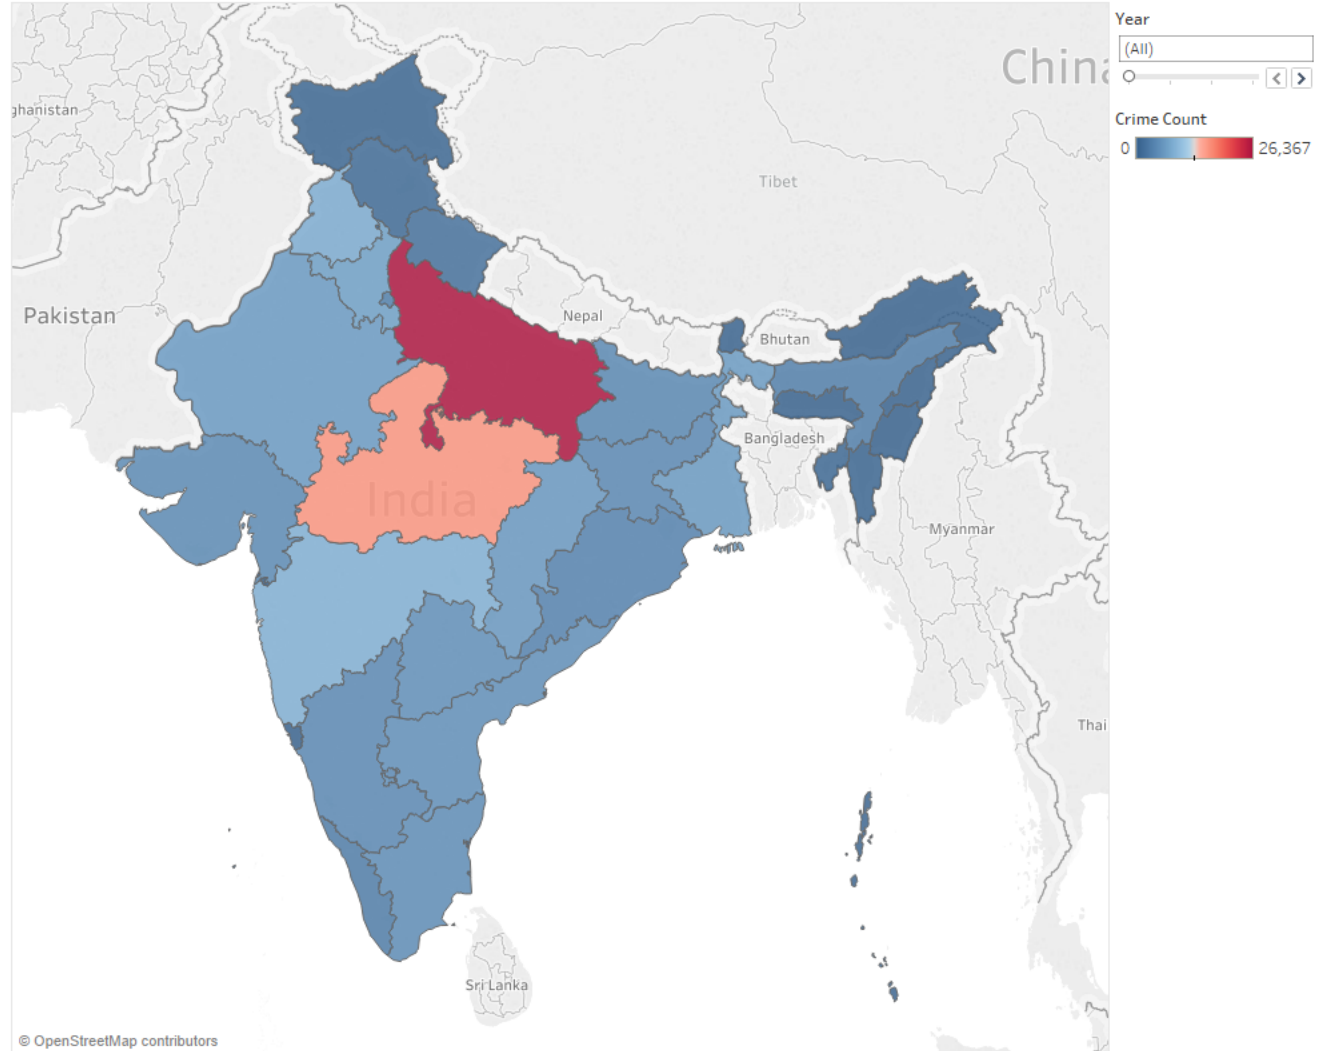 China
Year
(All)
Crime Count
0
26,367
ghanistan
Tibet
Pakistan
Nepal
Bhutan
Bangladesh
India
Myanmar
Thai
Sri Lanka
© OpenStreetMap contributors